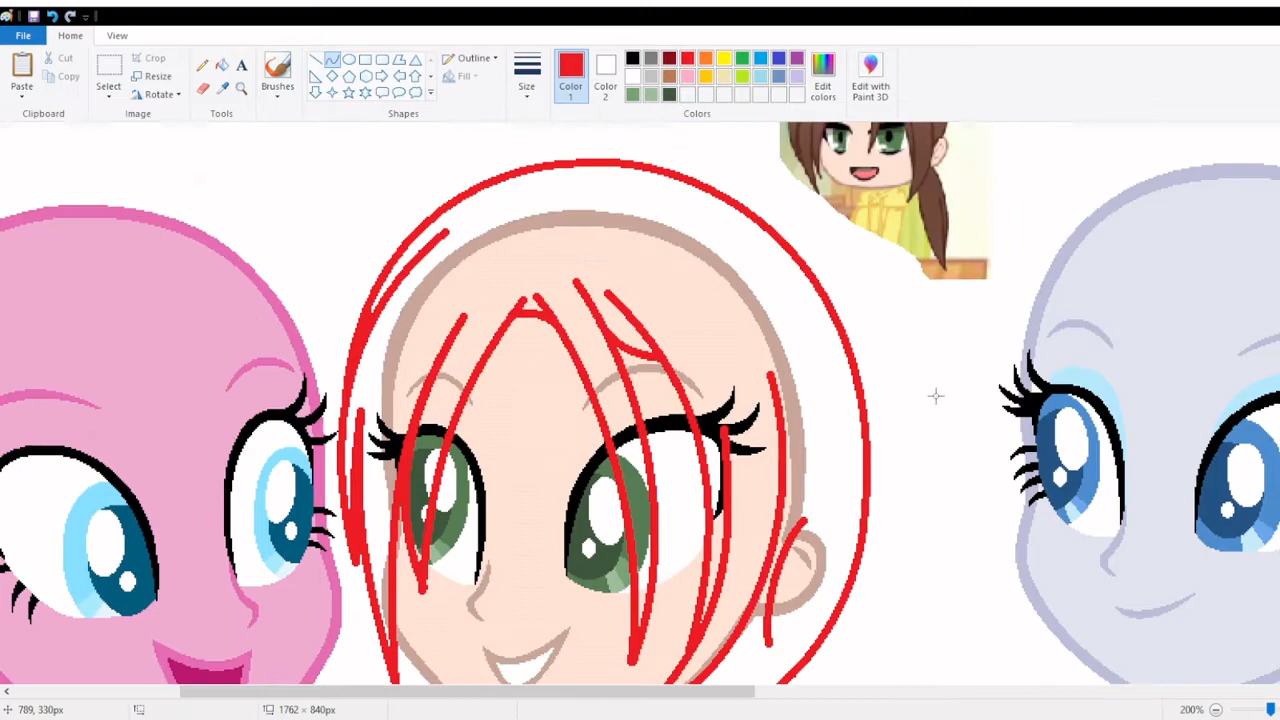 File Home View
Paste Cut Copy Clipboard
Select Crop Resize Rotate Image
A Tools
Brushes
Outline Fill Shapes
Size
Color 1 Color 2 Edit colors Colors
Edit with Paint 3D
789, 330px 1762 × 840px 200%